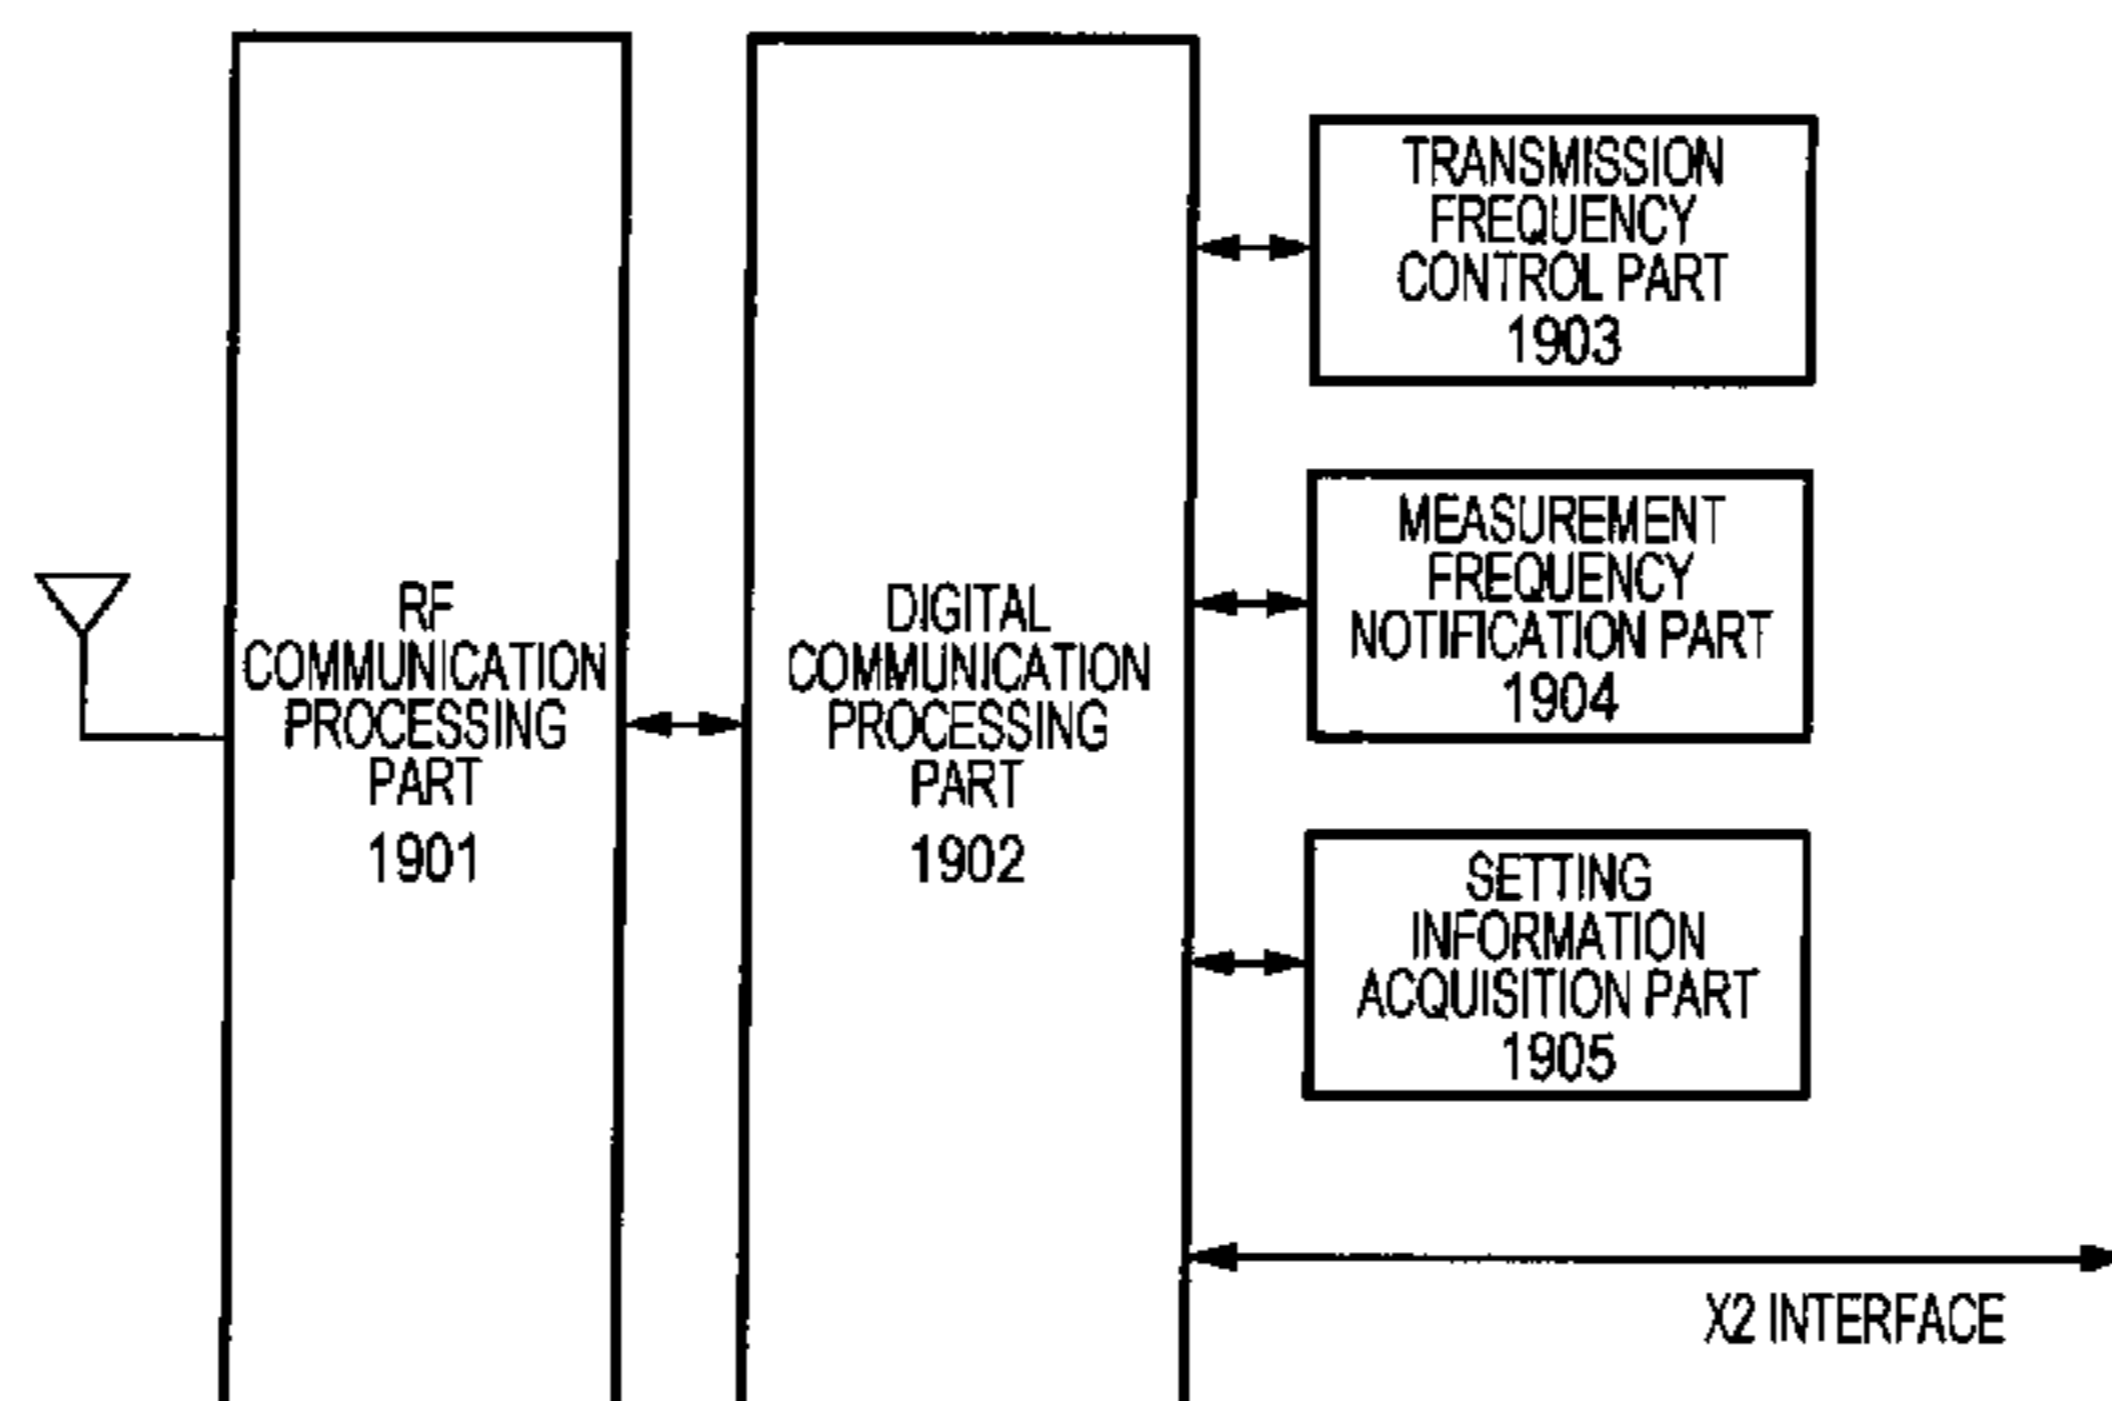 RF
COMMUNICATION
PROCESSING
PART
1901
DIGITAL
COMMUNICATION
PROCESSING
PART
1902
TRANSMISSION
FREQUENCY
CONTROL PART
1903
MEASUREMENT
FREQUENCY
NOTIFICATION PART
1904
SETTING
INFORMATION
ACQUISITION PART
1905
X2 INTERFACE